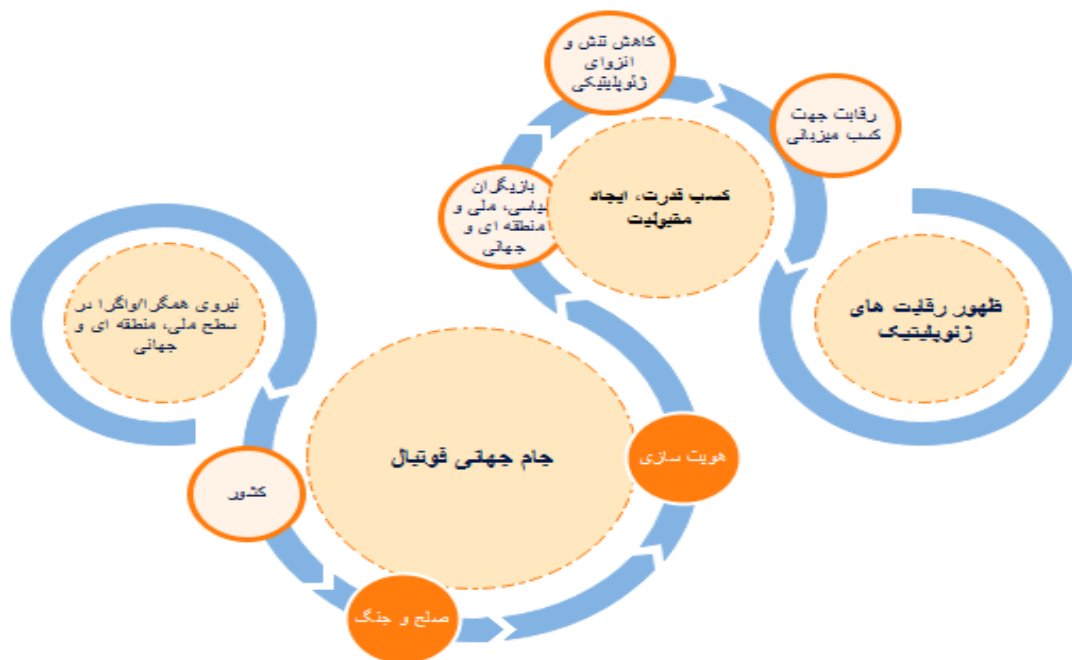 کاهش تنش و
انزوای
ژئوپلیتیکی
رقابت جهت
کسب میزبانی
بازیگران
سیاسی، ملی و
منطقه ای و
جهانی
کسب قدرت، ایجاد
مقبولیت
ظهور رقابت های
ژئوپلیتیک
نیروی همگرا/واگرا در
سطح ملی، منطقه ای و
جهانی
جام جهانی فوتبال
هویت سازی
کشور
صلح و جنگ